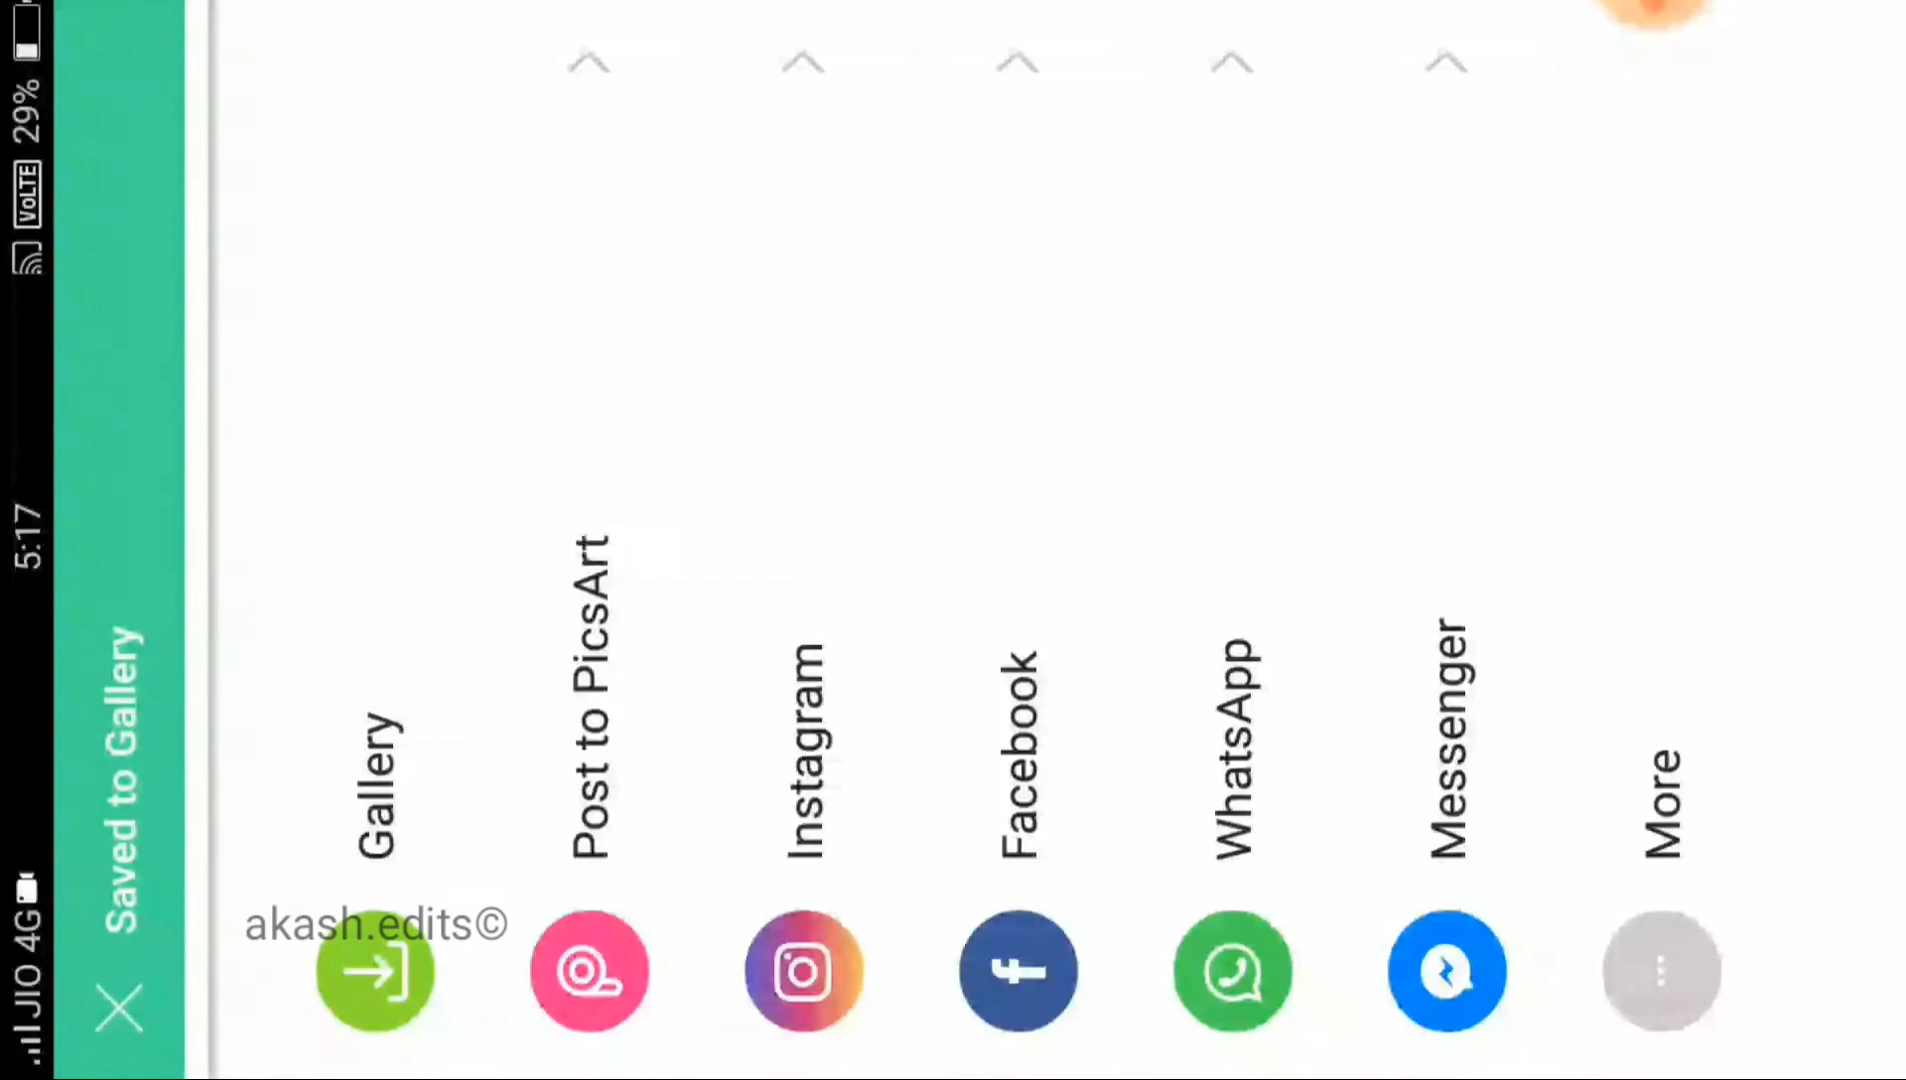 JIO 4G 5:17 VoLTE 29%
Saved to Gallery
Gallery
Post to PicsArt
Instagram
Facebook
WhatsApp
Messenger
More
akash.edits©